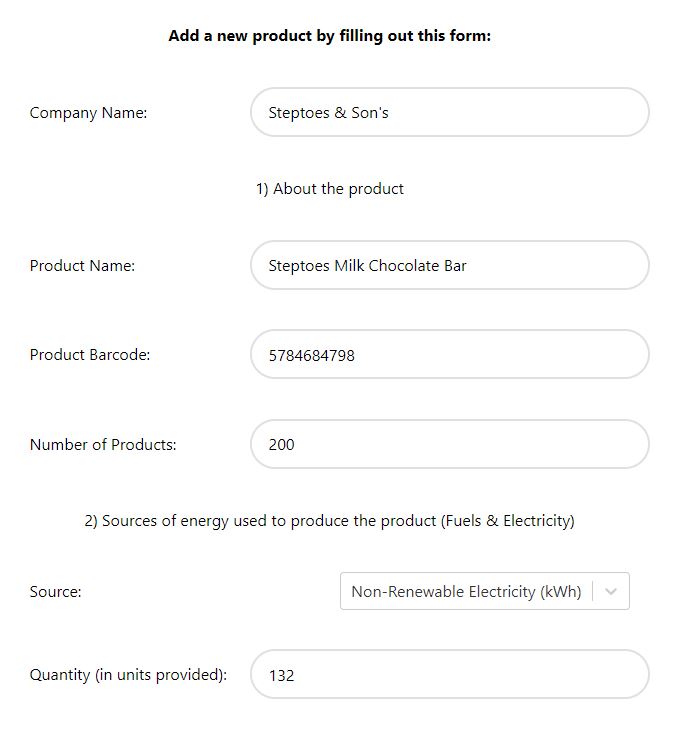 Add a new product by filling out this form:
Company Name: Steptoes & Son's
1) About the product
Product Name: Steptoes Milk Chocolate Bar
Product Barcode: 5784684798
Number of Products: 200
2) Sources of energy used to produce the product (Fuels & Electricity)
Source: Non-Renewable Electricity (kWh)
Quantity (in units provided): 132